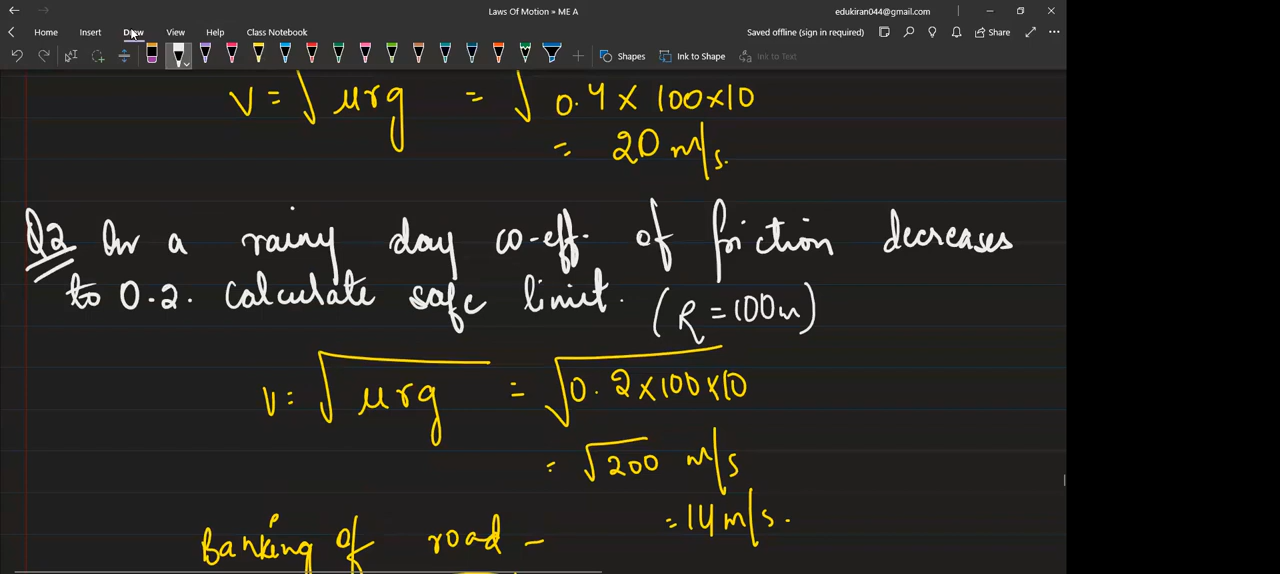 Laws Of Motion » ME A
edukiran044@gmail.com
Home Insert Draw View Help Class Notebook
Saved offline (sign in required)
Share
Shapes Ink to Shape Ink to Text
v = √μrg = √0.4 × 100×10
= 20 m/s.
Q2 On a rainy day co-eff. of friction decreases
to 0.2. Calculate safe limit. (R = 100m)
v = √μrg = √0.2×100×10
= √200 m/s
= 14 m/s.
Banking of road -